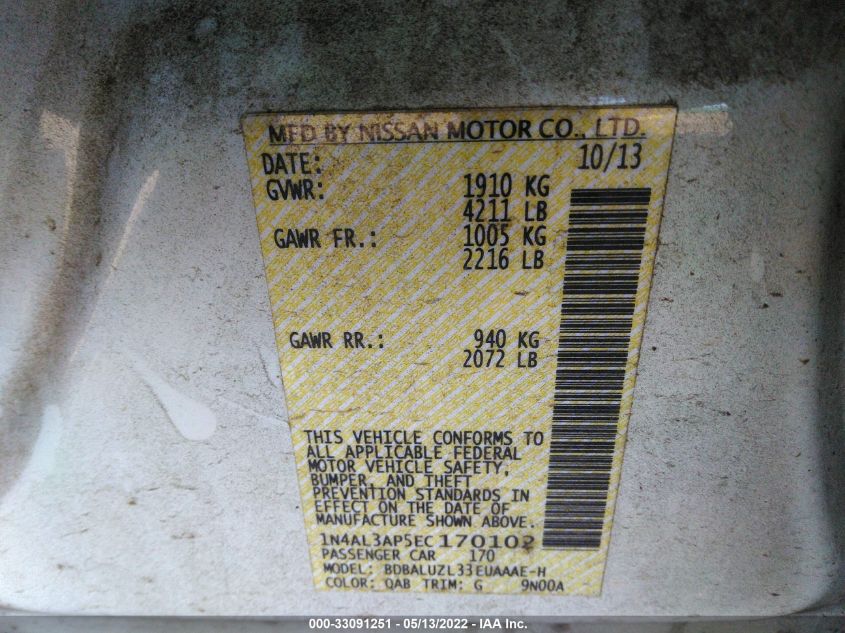 MFD BY NISSAN MOTOR CO., LTD.
DATE: 10/13
GVWR: 1910 KG
4211 LB
GAWR FR.: 1005 KG
2216 LB
GAWR RR.: 940 KG
2072 LB
THIS VEHICLE CONFORMS TO
ALL APPLICABLE FEDERAL
MOTOR VEHICLE SAFETY,
BUMPER, AND THEFT
PREVENTION STANDARDS IN
EFFECT ON THE DATE OF
MANUFACTURE SHOWN ABOVE.
1N4AL3AP5EC170102
PASSENGER CAR 170
MODEL: BDBALUZL33EUAAAE-H
COLOR: QAB TRIM: G 9N00A
000-33091251 - 05/13/2022 - IAA Inc.